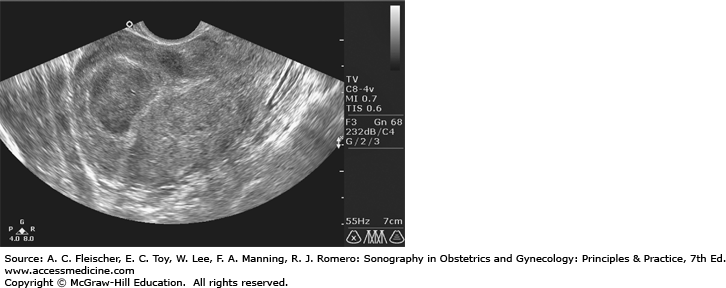 TV
C8-4v
MI 0.7
TIS 0.6
F3 Gn 68
232dB/C4
G/2/3
G
P R
4.0 8.0
55Hz 7cm
Source: A. C. Fleischer, E. C. Toy, W. Lee, F. A. Manning, R. J. Romero: Sonography in Obstetrics and Gynecology: Principles & Practice, 7th Ed.
www.accessmedicine.com
Copyright © McGraw-Hill Education. All rights reserved.